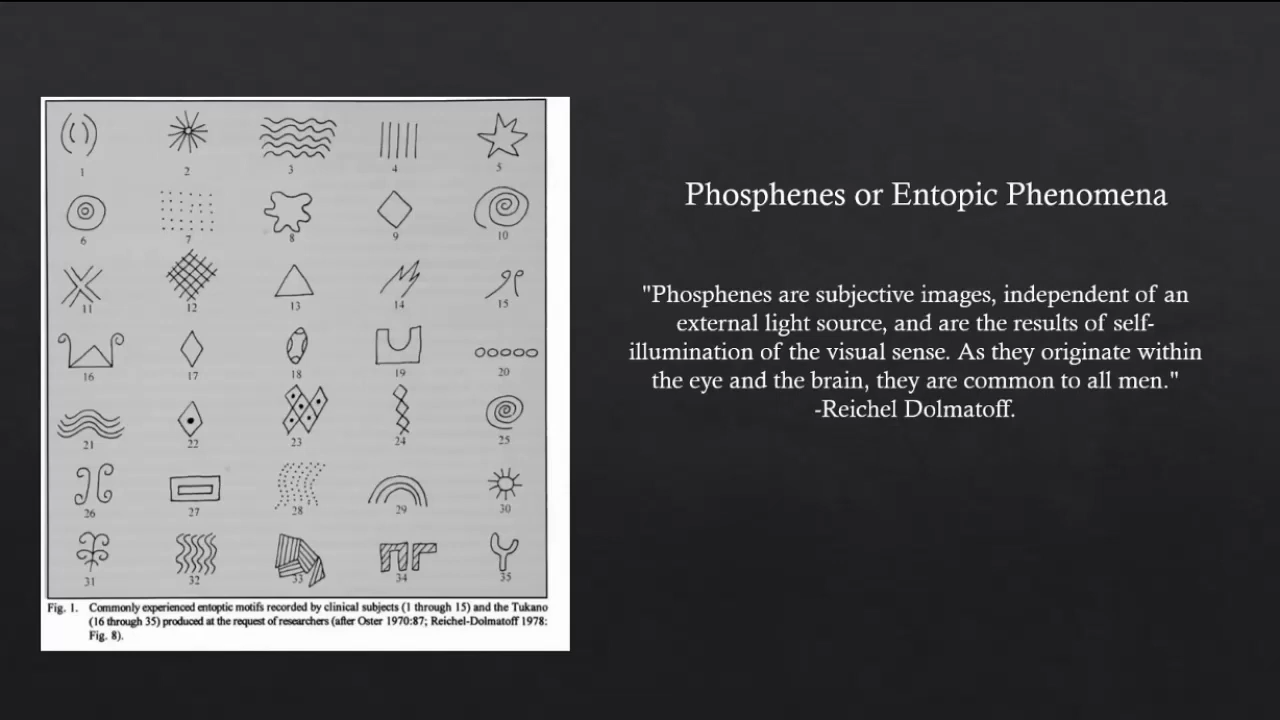 1 2 3 4 5
6 7 8 9 10
11 12 13 14 15
16 17 18 19 20
21 22 23 24 25
26 27 28 29 30
31 32 33 34 35
Fig. 1. Commonly experienced entoptic motifs recorded by clinical subjects (1 through 15) and the Tukano
(16 through 35) produced at the request of researchers (after Oster 1970:87; Reichel-Dolmatoff 1978:
Fig. 8).
Phosphenes or Entopic Phenomena
"Phosphenes are subjective images, independent of an
external light source, and are the results of self-
illumination of the visual sense. As they originate within
the eye and the brain, they are common to all men."
-Reichel Dolmatoff.